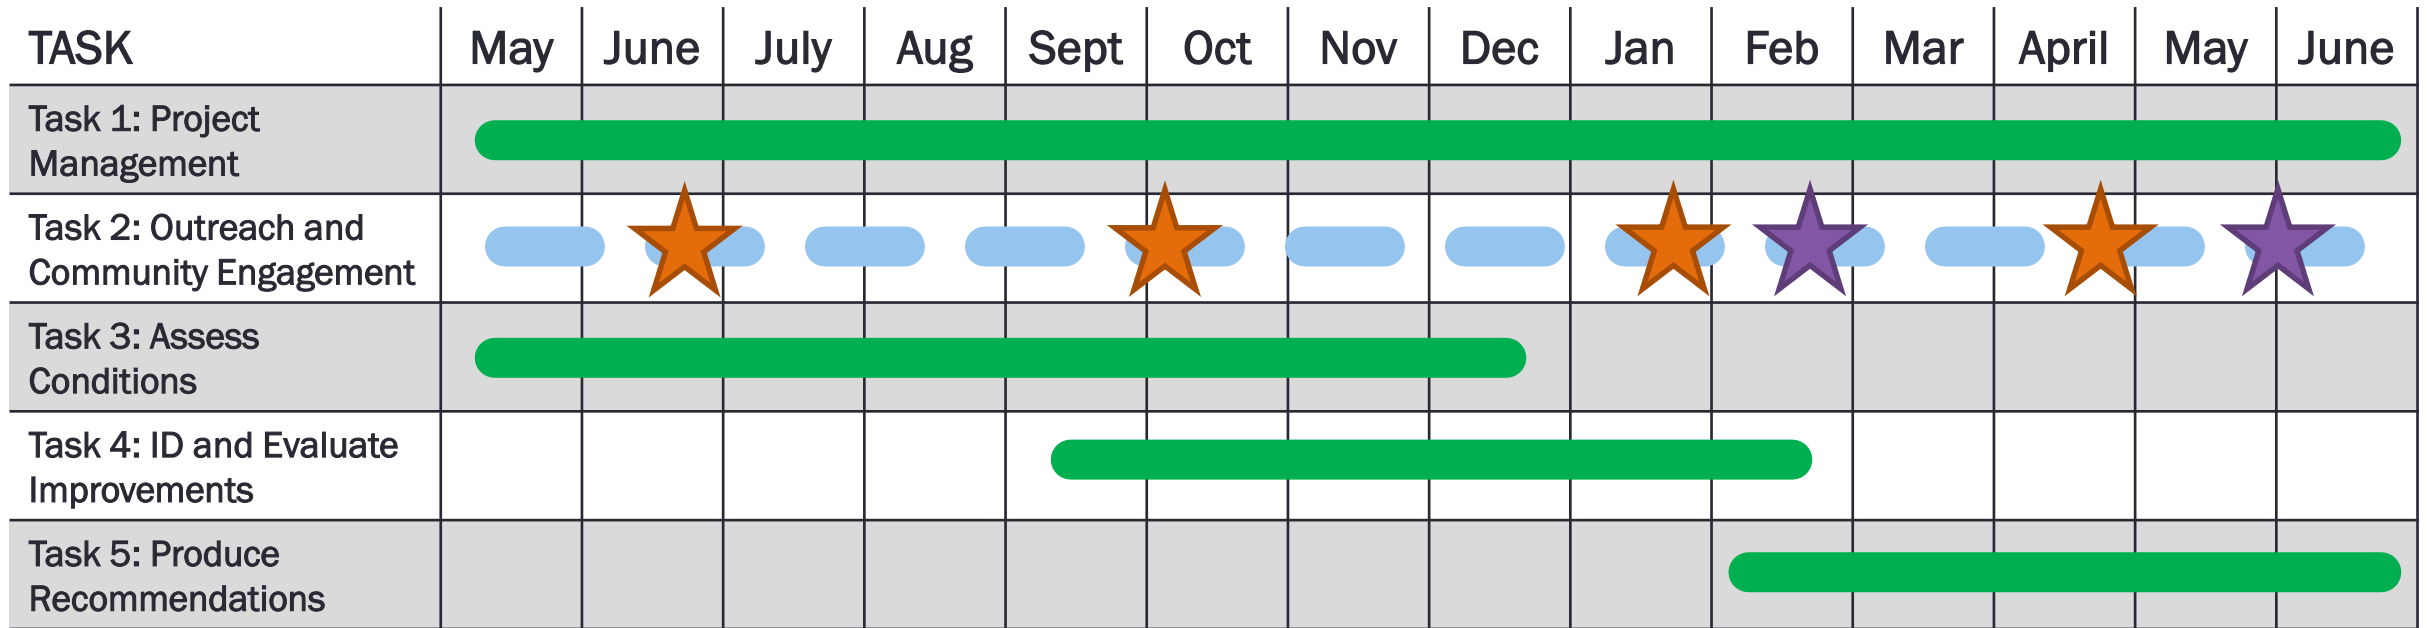 TASK May June July Aug Sept Oct Nov Dec Jan Feb Mar April May June
Task 1: Project
Management
Task 2: Outreach and
Community Engagement
Task 3: Assess
Conditions
Task 4: ID and Evaluate
Improvements
Task 5: Produce
Recommendations